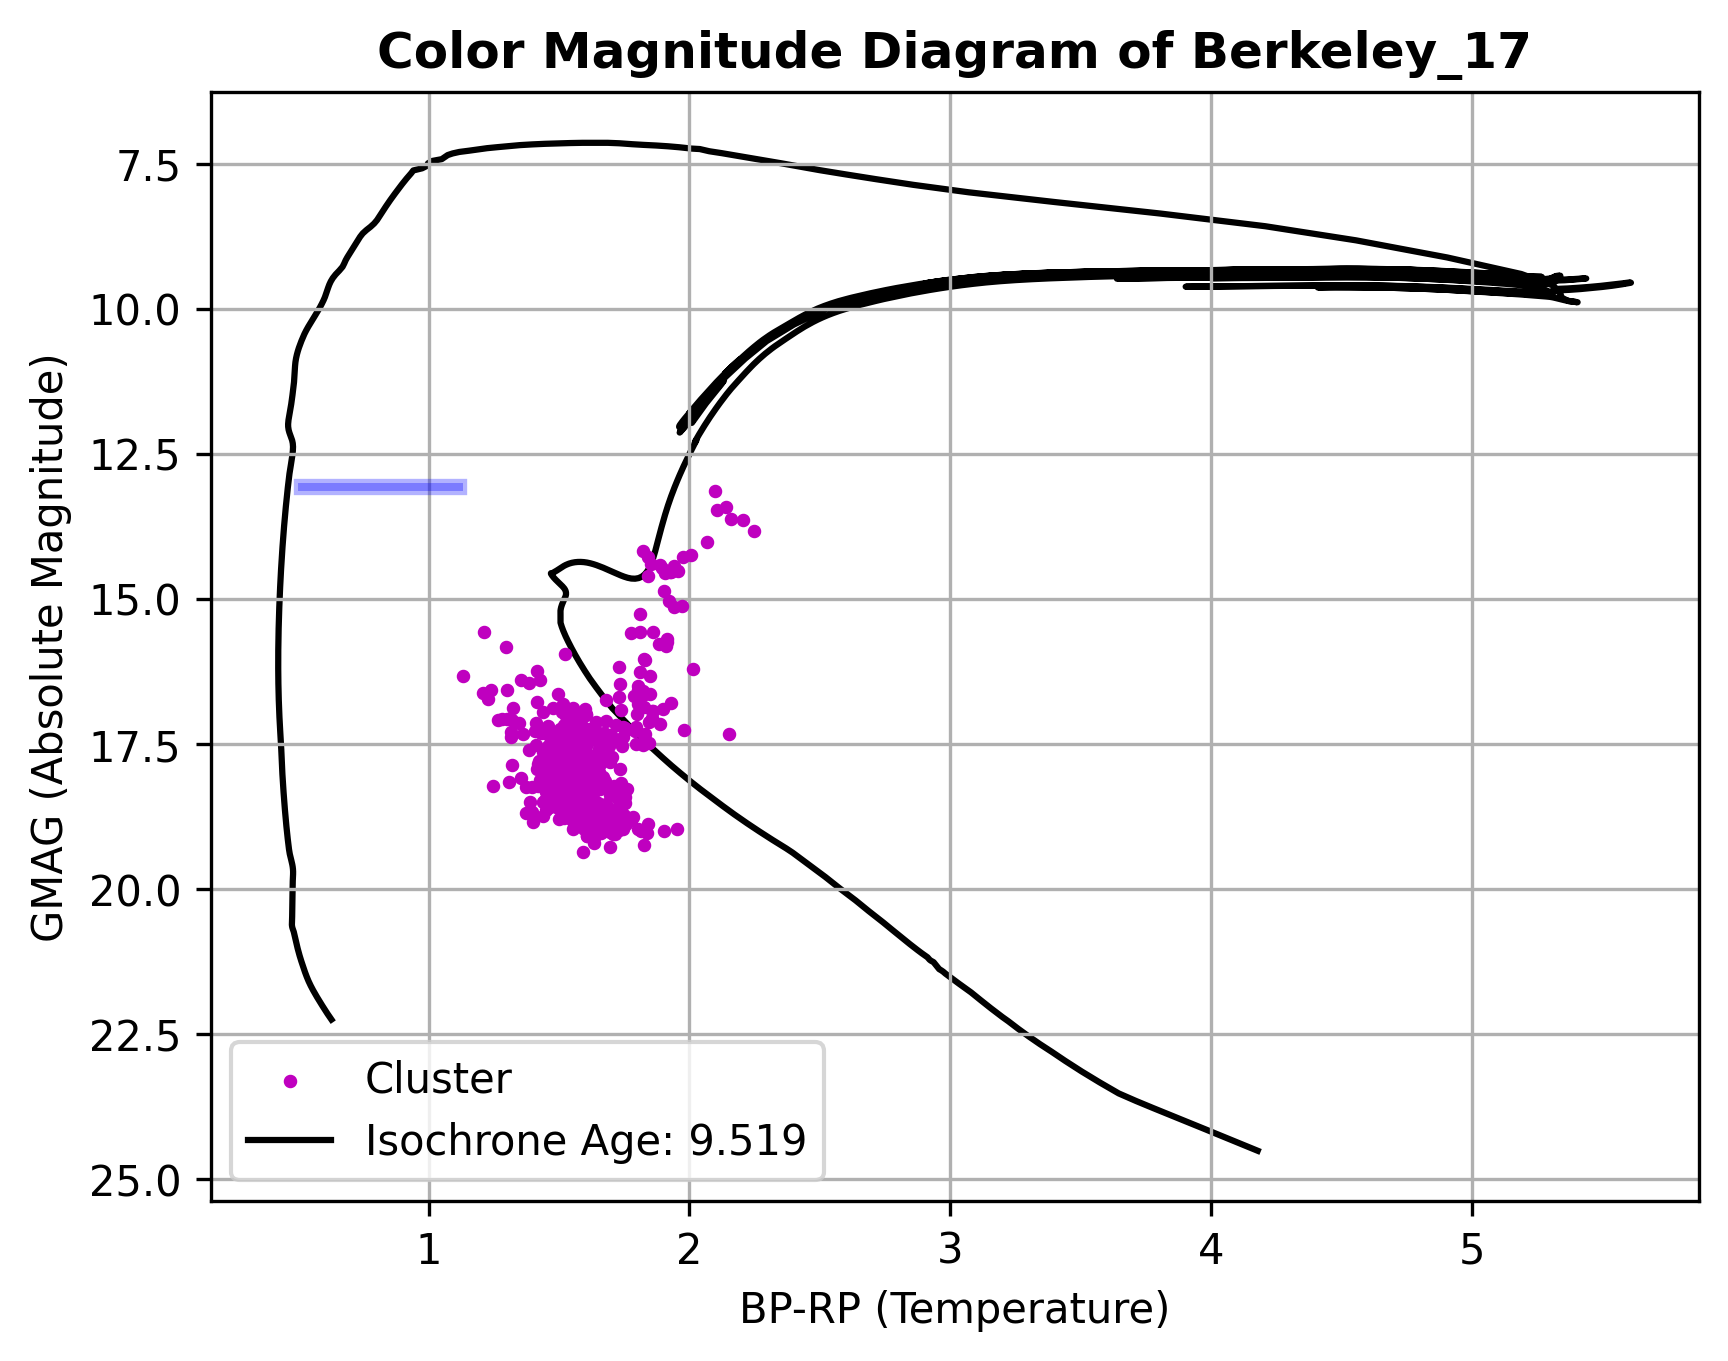 Color Magnitude Diagram of Berkeley_17
GMAG (Absolute Magnitude)
7.5
10.0
12.5
15.0
17.5
20.0
22.5
25.0
Cluster
Isochrone Age: 9.519
1 2 3 4 5
BP-RP (Temperature)